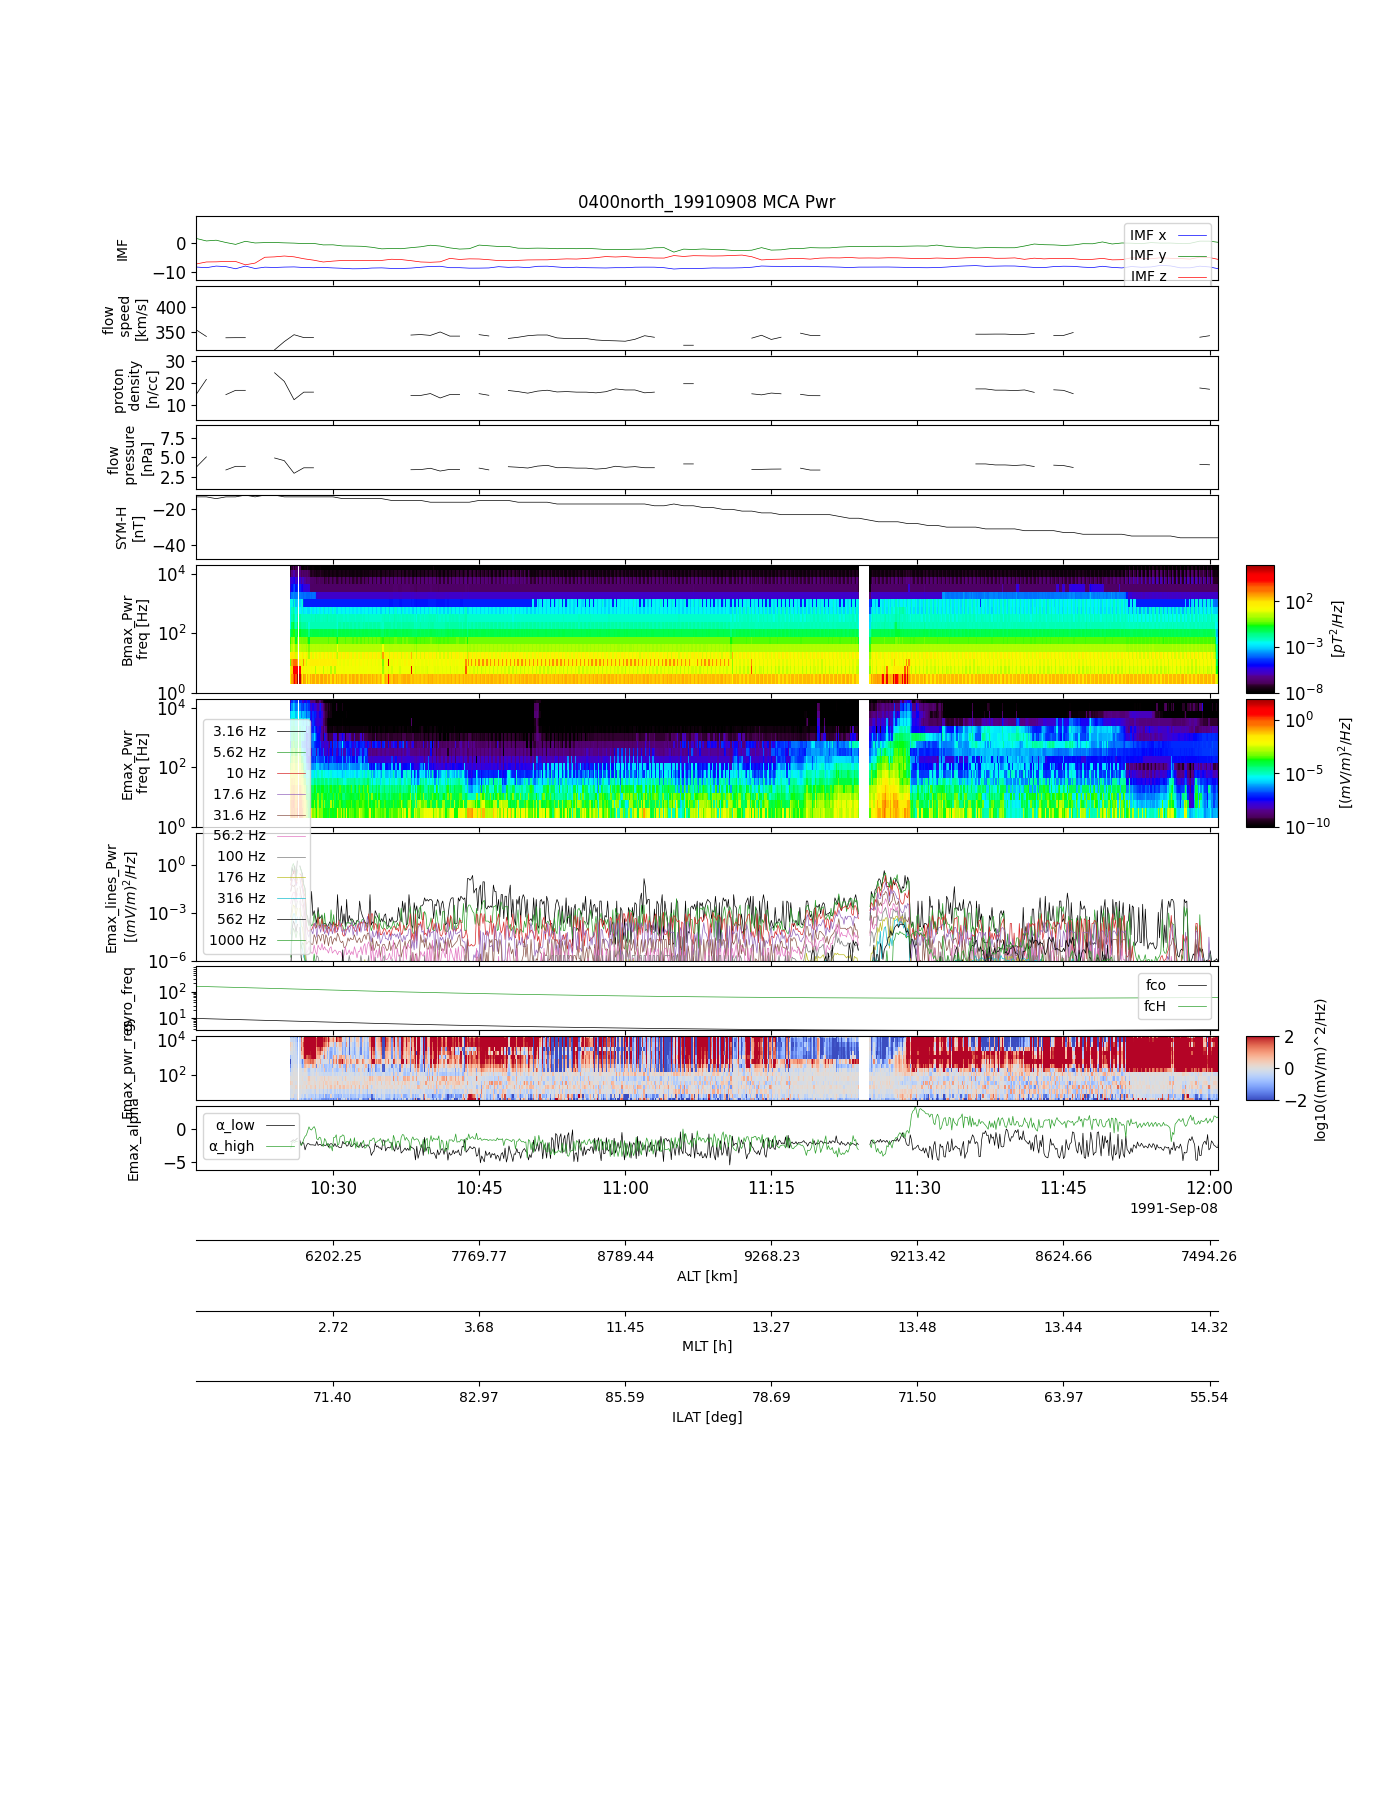 0400north_19910908 MCA Pwr
IMF
0
−10
IMF x
IMF y
IMF z
flow
speed
[km/s]
400
350
proton
density
[n/cc]
30
20
10
flow
pressure
[nPa]
7.5
5.0
2.5
SYM-H
[nT]
−20
−40
Bmax_Pwr
freq [Hz]
10^4
10^2
10^0
10^2
10^−3
10^−8
[pT^2/Hz]
Emax_Pwr
freq [Hz]
10^4
10^2
10^0
10^0
10^−5
10^−10
[(mV/m)^2/Hz]
3.16 Hz
5.62 Hz
10 Hz
17.6 Hz
31.6 Hz
56.2 Hz
100 Hz
176 Hz
316 Hz
562 Hz
1000 Hz
Emax_lines_Pwr
[(mV/m)^2/Hz]
10^0
10^−3
10^−6
gyro_freq
10^2
10^1
fco
fcH
Emax_pwr_reg
10^4
10^2
2
0
−2
log10((mV/m)^2/Hz)
Emax_alpha
0
−5
α_low
α_high
10:30 10:45 11:00 11:15 11:30 11:45 12:00
1991-Sep-08
6202.25 7769.77 8789.44 9268.23 9213.42 8624.66 7494.26
ALT [km]
2.72 3.68 11.45 13.27 13.48 13.44 14.32
MLT [h]
71.40 82.97 85.59 78.69 71.50 63.97 55.54
ILAT [deg]